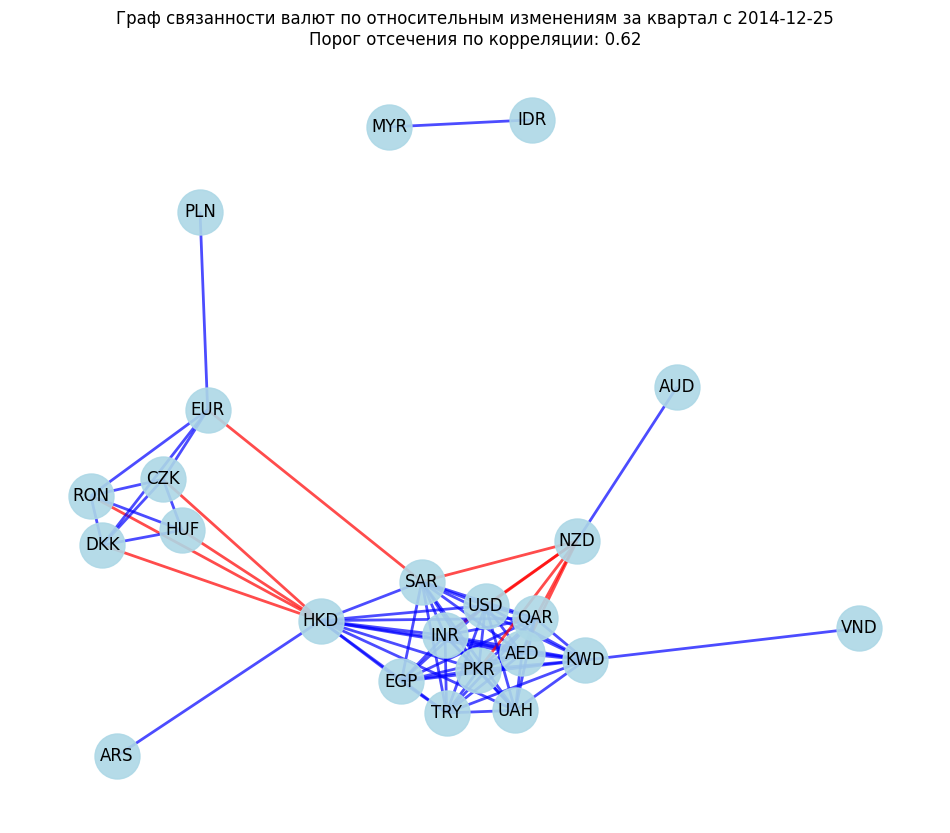 Граф связанности валют по относительным изменениям за квартал с 2014-12-25
Порог отсечения по корреляции: 0.62
MYR
IDR
PLN
AUD
EUR
CZK
RON
HUF
DKK
NZD
SAR
USD
QAR
HKD
VND
INR
AED
KWD
PKR
EGP
TRY
UAH
ARS